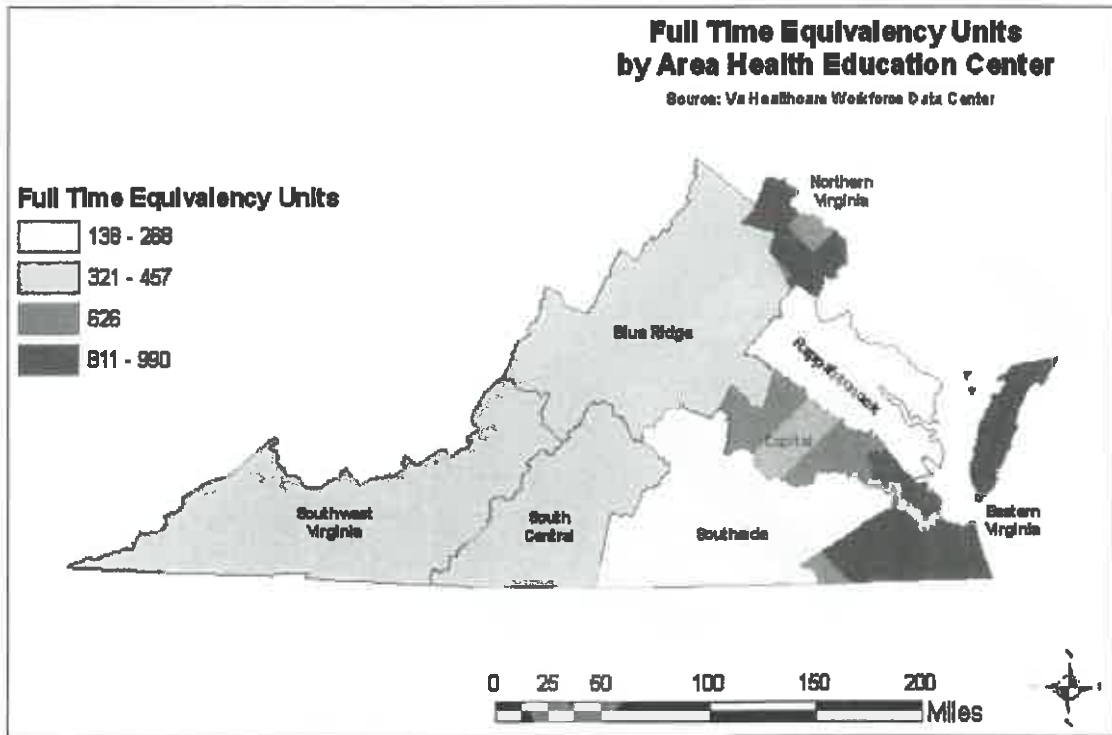 Full Time Equivalency Units
by Area Health Education Center
Source: Va Healthcare Workforce Data Center
Full Time Equivalency Units
138 - 268
321 - 457
626
811 - 990
Northern
Virginia
Blue Ridge
Rappahannock
Capital
Eastern
Virginia
Southwest
Virginia
South
Central
Southside
0 25 50 100 150 200
Miles